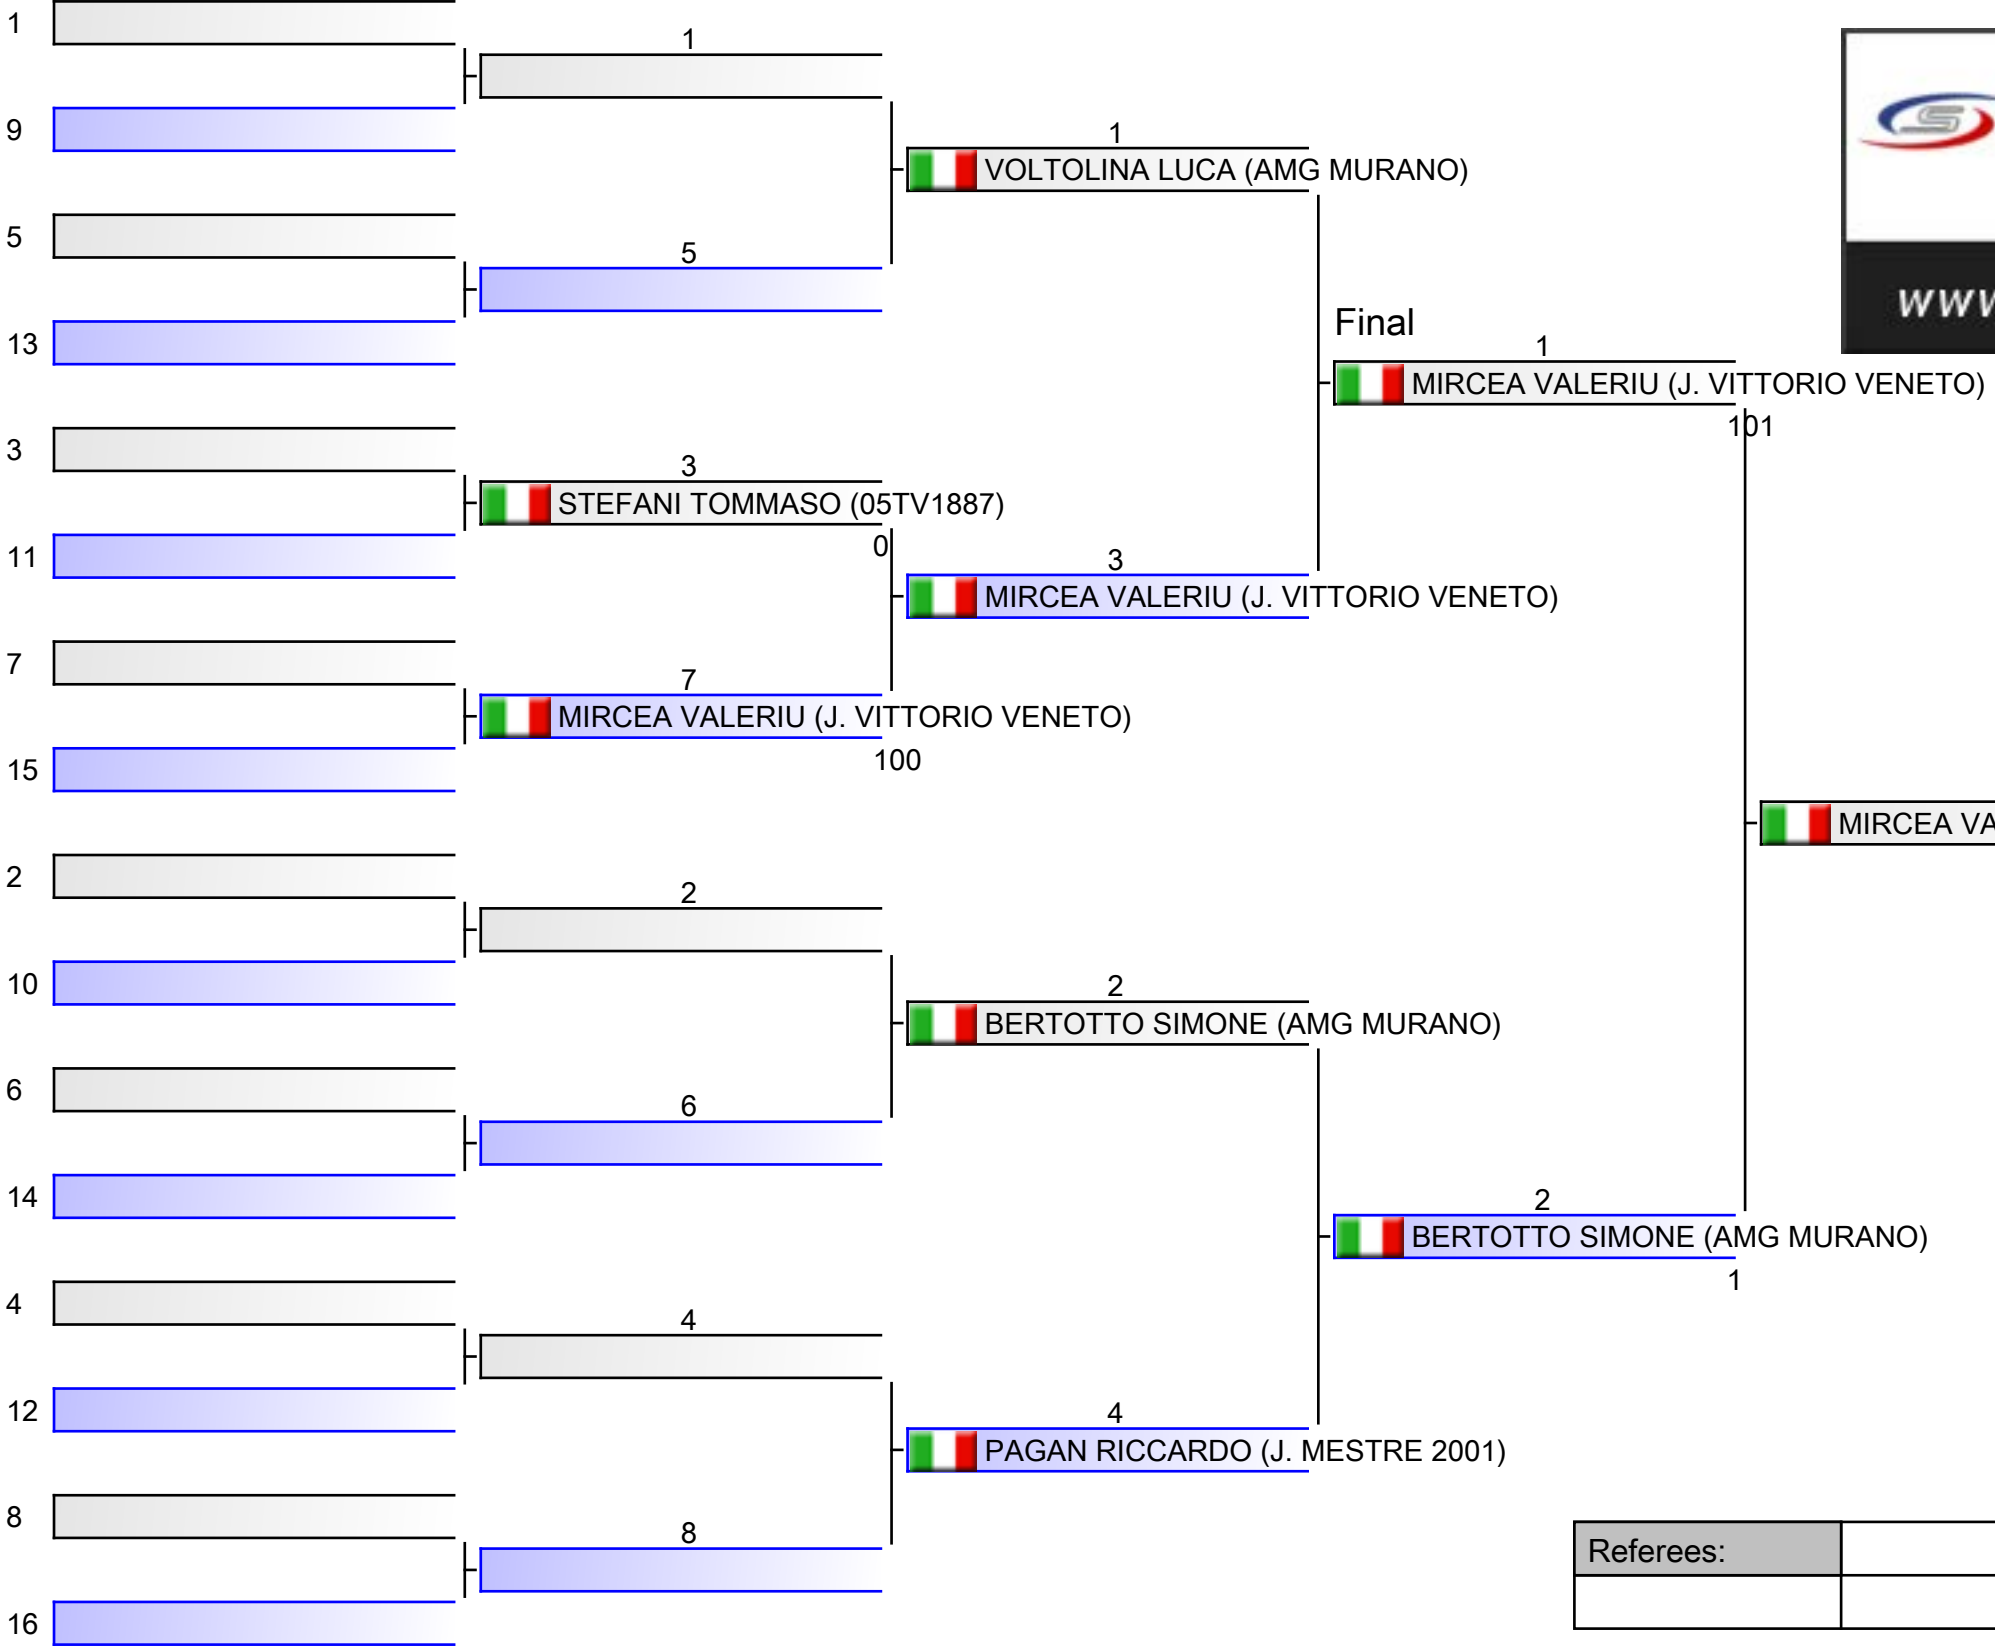 1
9
5
13
3
11
7
15
2
10
6
14
4
12
8
16
1
5
3
STEFANI TOMMASO (05TV1887)
0
7
MIRCEA VALERIU (J. VITTORIO VENETO)
100
2
6
4
8
1
VOLTOLINA LUCA (AMG MURANO)
3
MIRCEA VALERIU (J. VITTORIO VENETO)
2
BERTOTTO SIMONE (AMG MURANO)
4
PAGAN RICCARDO (J. MESTRE 2001)
Final
1
MIRCEA VALERIU (J. VITTORIO VENETO)
101
2
BERTOTTO SIMONE (AMG MURANO)
1
MIRCEA VA
S
Referees: